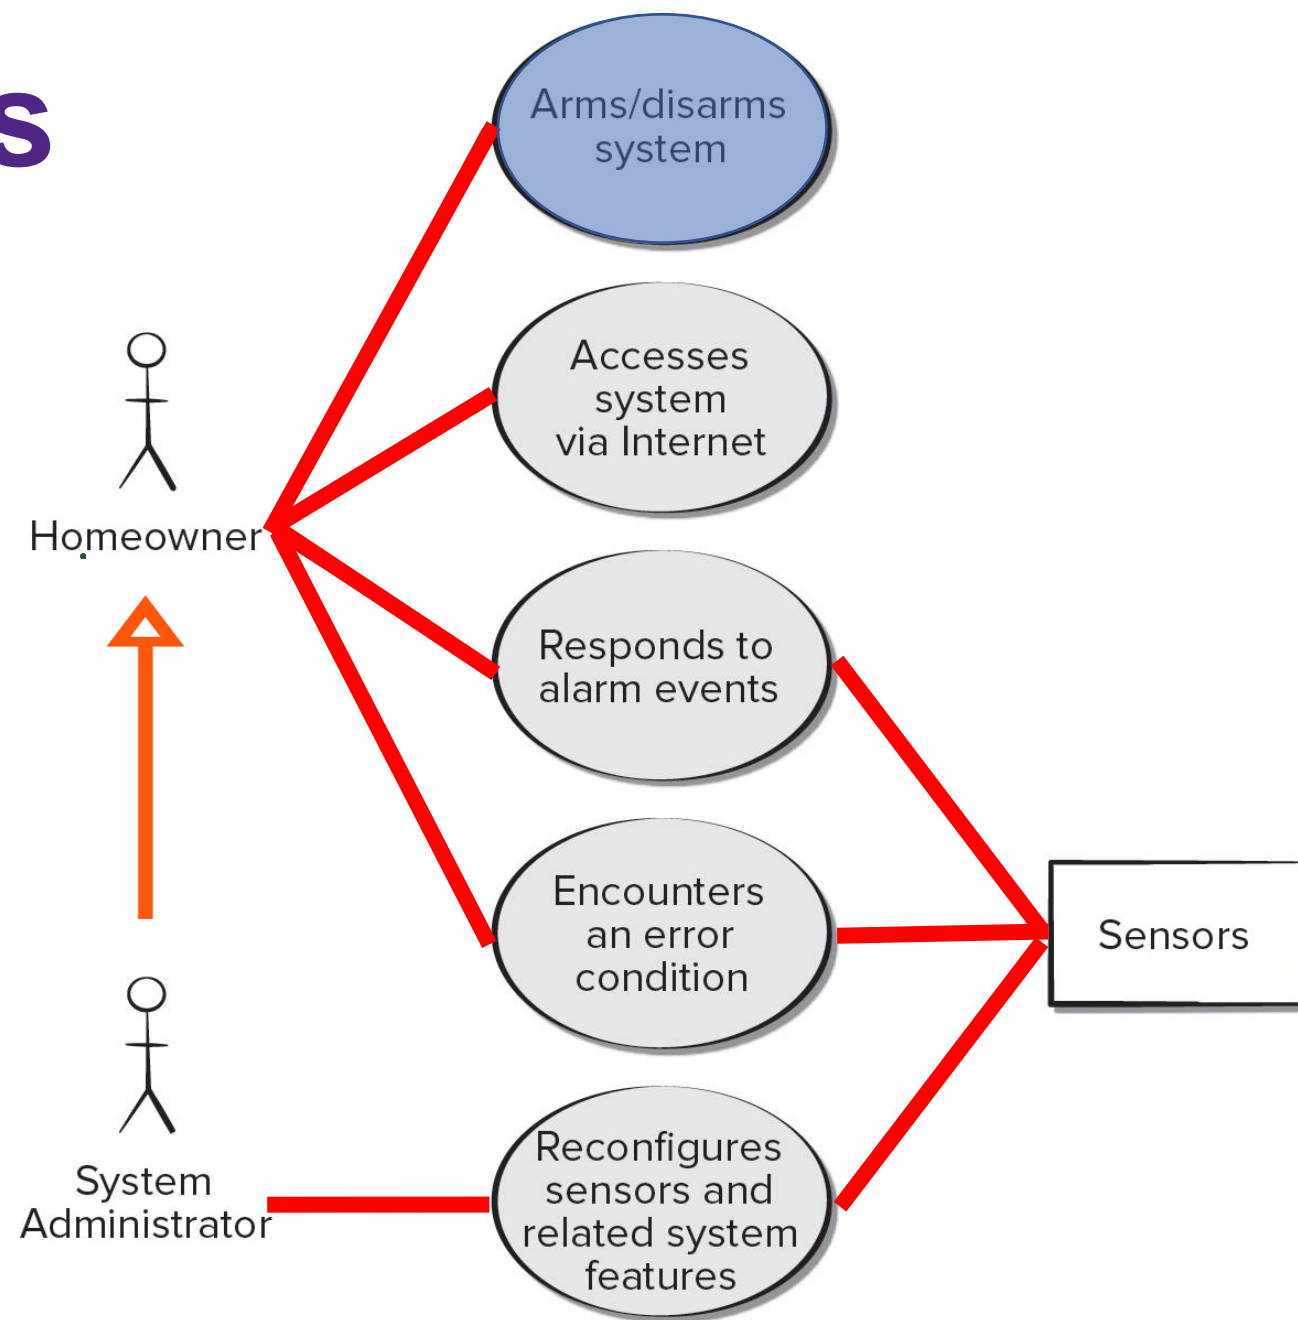 s
Arms/disarms
system
Accesses
system
via Internet
Homeowner
Responds to
alarm events
Encounters
an error
condition
Sensors
System
Administrator
Reconfigures
sensors and
related system
features